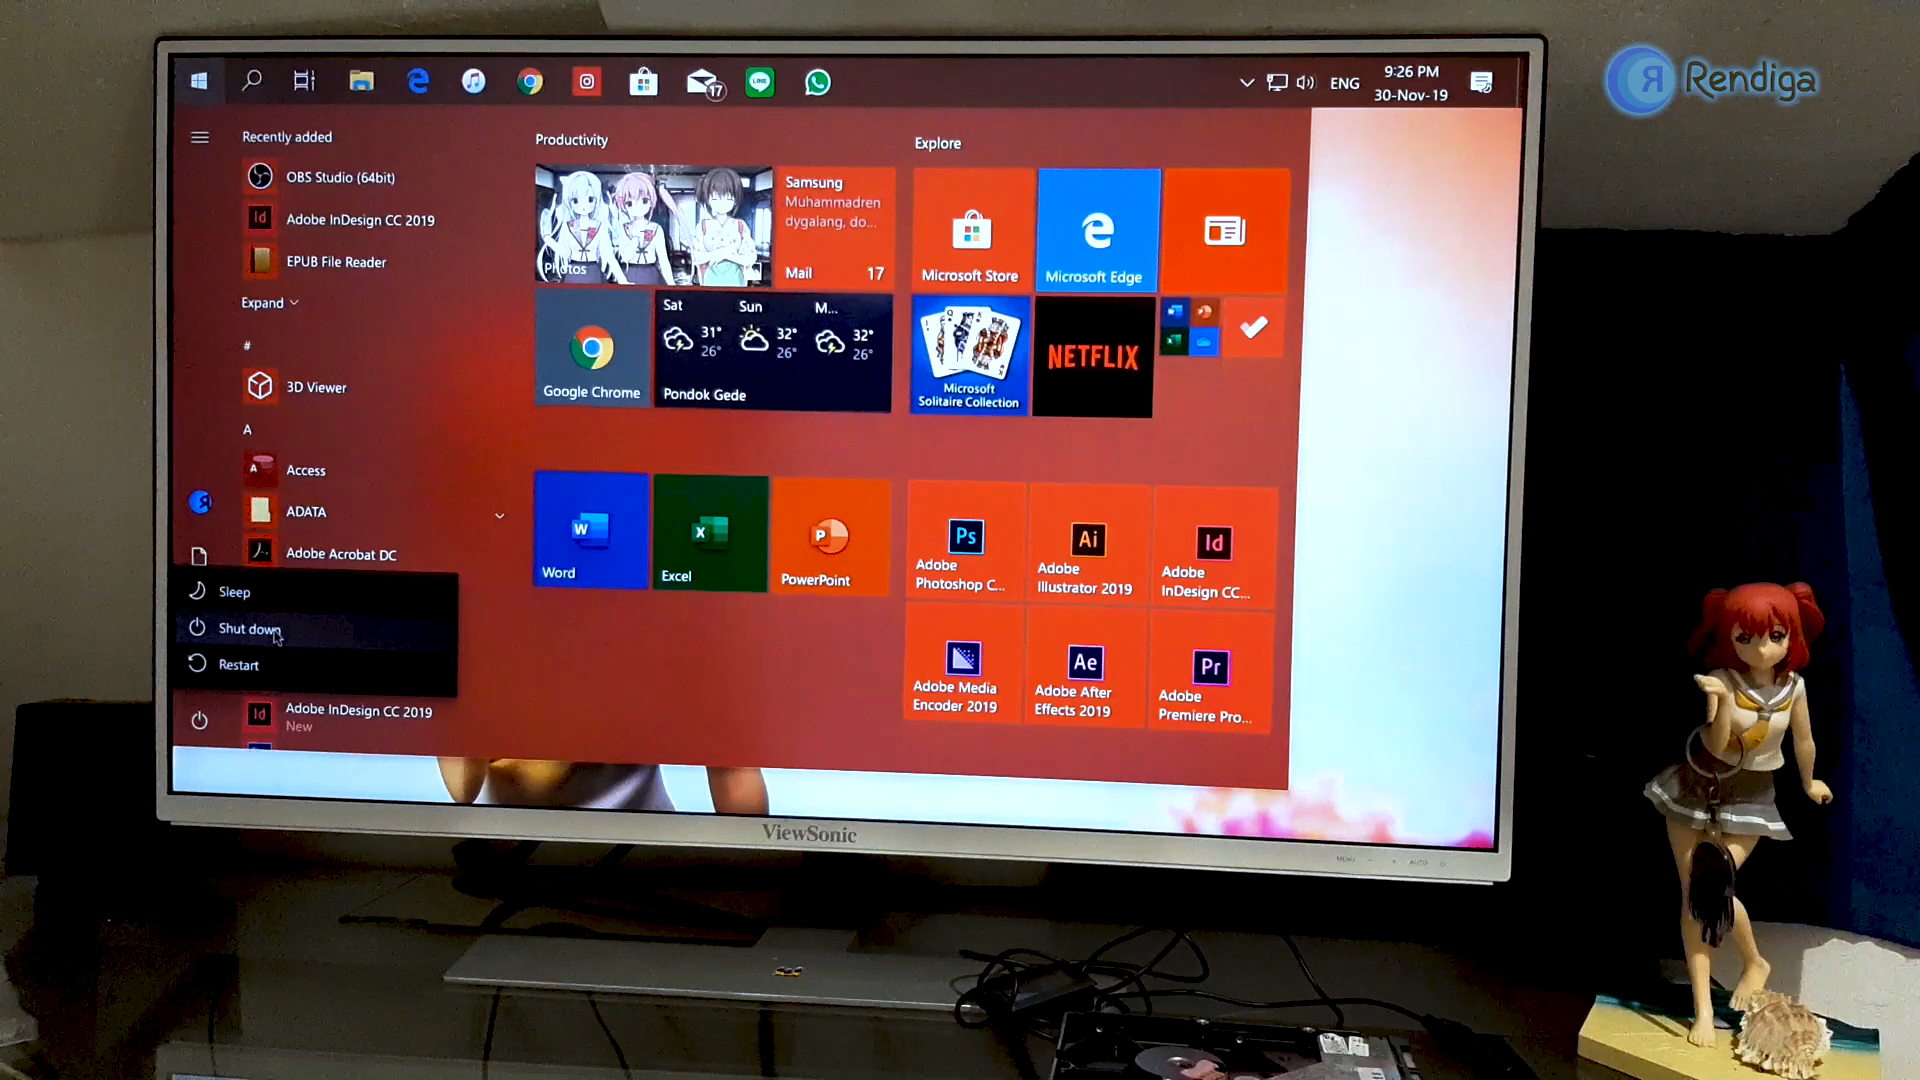 Rendiga
17
LINE
ENG
9:26 PM
30-Nov-19
Recently added
OBS Studio (64bit)
Adobe InDesign CC 2019
EPUB File Reader
Expand
#
3D Viewer
A
Access
ADATA
Adobe Acrobat DC
Sleep
Shut down
Restart
Adobe InDesign CC 2019
New
Productivity
Photos
Samsung
Muhammadren
dygalang, do...
Mail 17
Google Chrome
Sat Sun M...
31° 32° 32°
26° 26° 26°
Pondok Gede
Word
Excel
PowerPoint
Explore
Microsoft Store
Microsoft Edge
Microsoft
Solitaire Collection
NETFLIX
Ps
Adobe
Photoshop C...
Ai
Adobe
Illustrator 2019
Id
Adobe
InDesign CC...
Adobe Media
Encoder 2019
Ae
Adobe After
Effects 2019
Pr
Adobe
Premiere Pro...
ViewSonic
MENU
AUTO